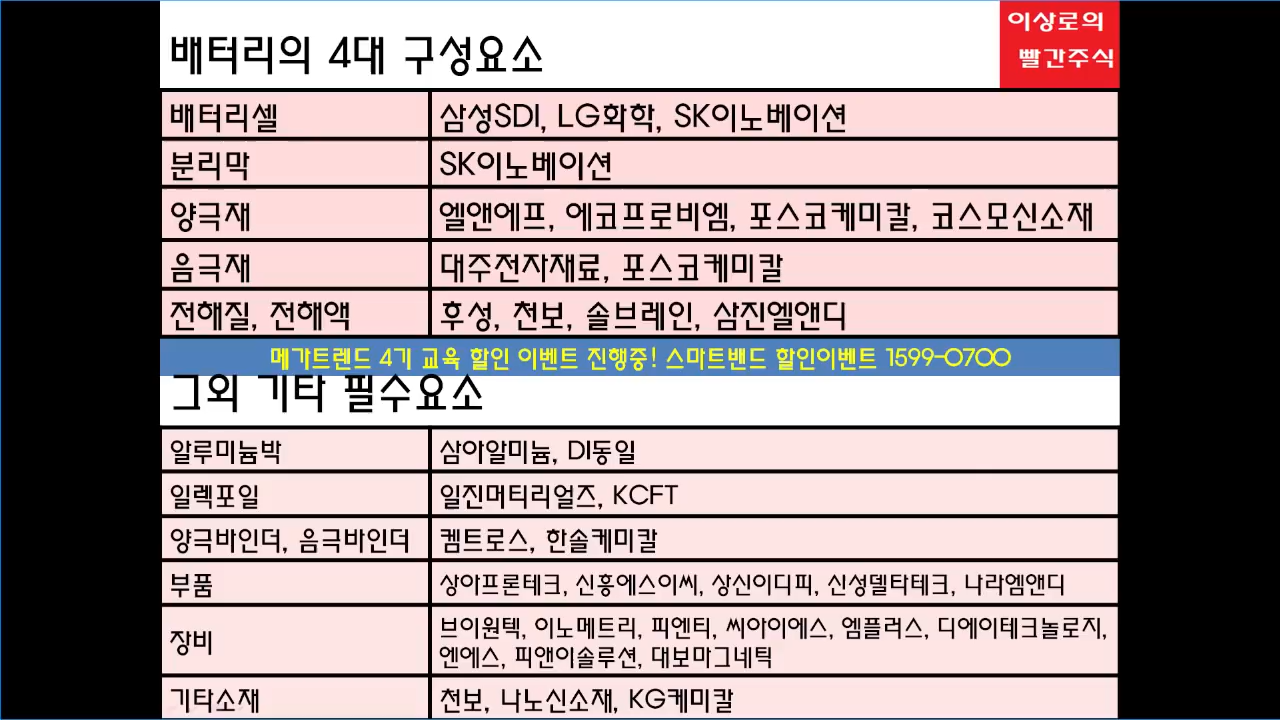 배터리의 4대 구성요소
이상로의
빨간주식
배터리셀 삼성SDI, LG화학, SK이노베이션
분리막 SK이노베이션
양극재 엘앤에프, 에코프로비엠, 포스코케미칼, 코스모신소재
음극재 대주전자재료, 포스코케미칼
전해질, 전해액 후성, 천보, 솔브레인, 삼진엘앤디
메가트렌드 4기 교육 할인 이벤트 진행중! 스마트밴드 할인이벤트 1599-0700
그외 기타 필수요소
알루미늄박 삼아알미늄, DI동일
일렉포일 일진머티리얼즈, KCFT
양극바인더, 음극바인더 켐트로스, 한솔케미칼
부품 상아프론테크, 신흥에스이씨, 상신이디피, 신성델타테크, 나라엠앤디
장비 브이원텍, 이노메트리, 피엔티, 씨아이에스, 엠플러스, 디에이테크놀로지,
엔에스, 피앤이솔루션, 대보마그네틱
기타소재 천보, 나노신소재, KG케미칼